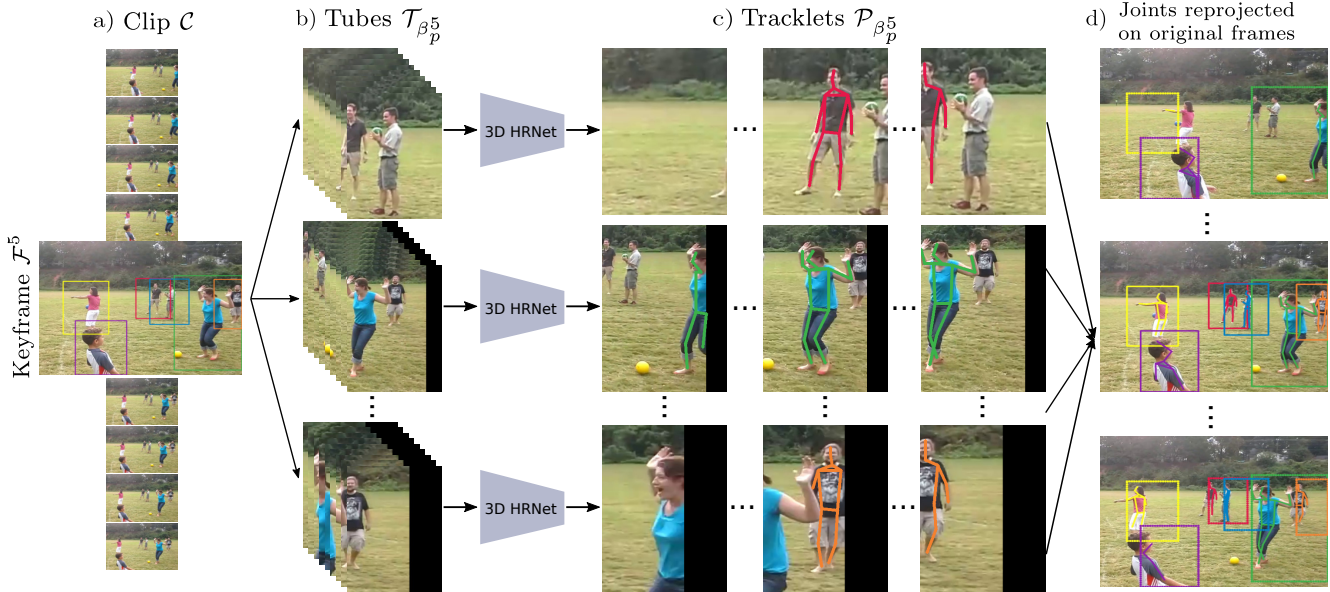 a) Clip 𝒞
b) Tubes 𝒯_{β_p^5}
c) Tracklets 𝒫_{β_p^5}
d) Joints reprojected
on original frames
Keyframe ℱ^5
3D HRNet
...
...
3D HRNet
...
...
3D HRNet
...
...